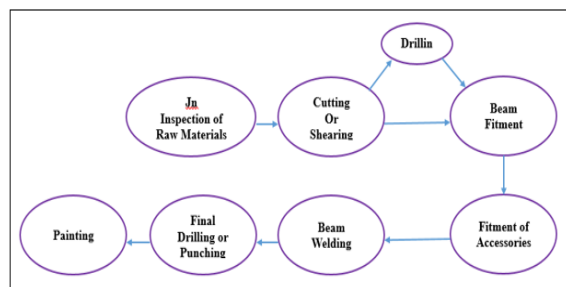 Jn
Inspection of
Raw Materials
Cutting
Or
Shearing
Drillin
Beam
Fitment
Fitment of
Accessories
Beam
Welding
Final
Drilling or
Punching
Painting